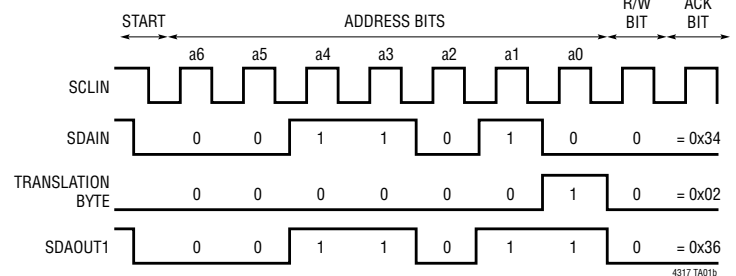 START ADDRESS BITS R/W BIT ACK BIT
a6 a5 a4 a3 a2 a1 a0
SCLIN
SDAIN 0 0 1 1 0 1 0 0 = 0x34
TRANSLATION BYTE 0 0 0 0 0 0 1 0 = 0x02
SDAOUT1 0 0 1 1 0 1 1 0 = 0x36
4317 TA01b